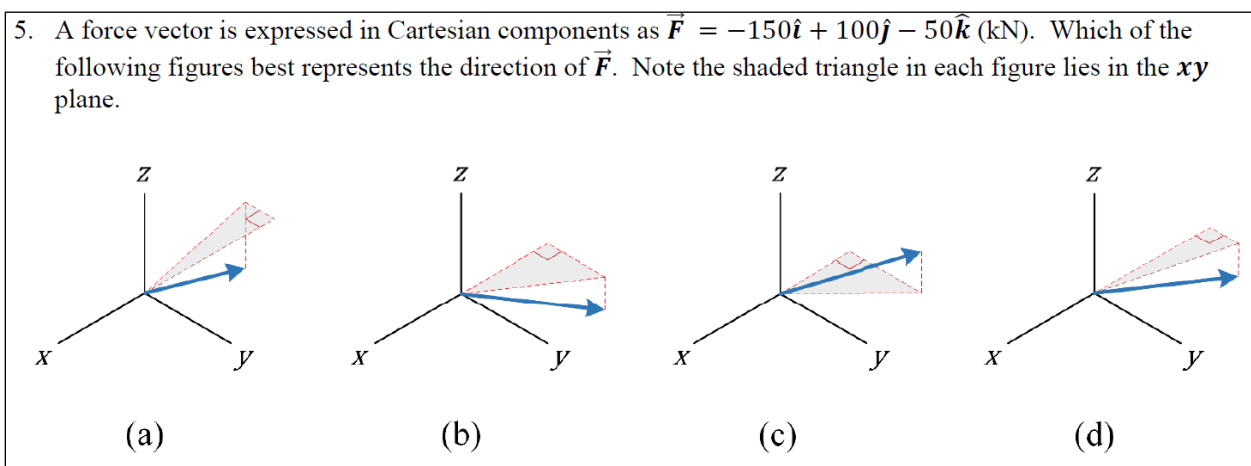 5. A force vector is expressed in Cartesian components as F⃗ = −150î + 100ĵ − 50k̂ (kN). Which of the
following figures best represents the direction of F⃗. Note the shaded triangle in each figure lies in the xy
plane.
z z z z
x y x y x y x y
(a) (b) (c) (d)